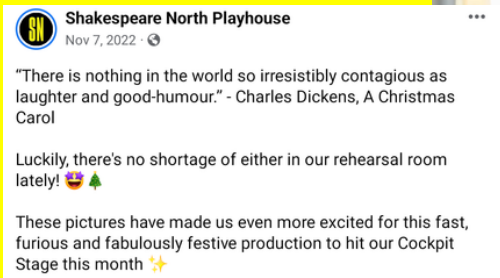 SN
Shakespeare North Playhouse
Nov 7, 2022 ·
“There is nothing in the world so irresistibly contagious as
laughter and good-humour.” - Charles Dickens, A Christmas
Carol
Luckily, there's no shortage of either in our rehearsal room
lately! 🤩🎄
These pictures have made us even more excited for this fast,
furious and fabulously festive production to hit our Cockpit
Stage this month ✨